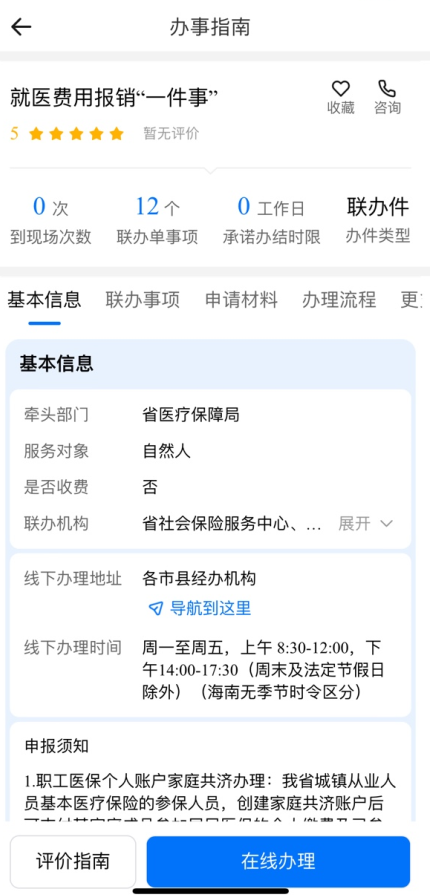 办事指南
就医费用报销“一件事”
收藏
咨询
5
暂无评价
0 次
12 个
0 工作日
联办件
到现场次数
联办单事项
承诺办结时限
办件类型
基本信息
联办事项
申请材料
办理流程
更
基本信息
牵头部门 省医疗保障局
服务对象 自然人
是否收费 否
联办机构 省社会保险服务中心、... 展开
线下办理地址 各市县经办机构
导航到这里
线下办理时间 周一至周五，上午 8:30-12:00，下
午14:00-17:30（周末及法定节假日
除外）（海南无季节时令区分）
申报须知
1.职工医保个人账户家庭共济办理：我省城镇从业人
员基本医疗保险的参保人员，创建家庭共济账户后
评价指南
在线办理